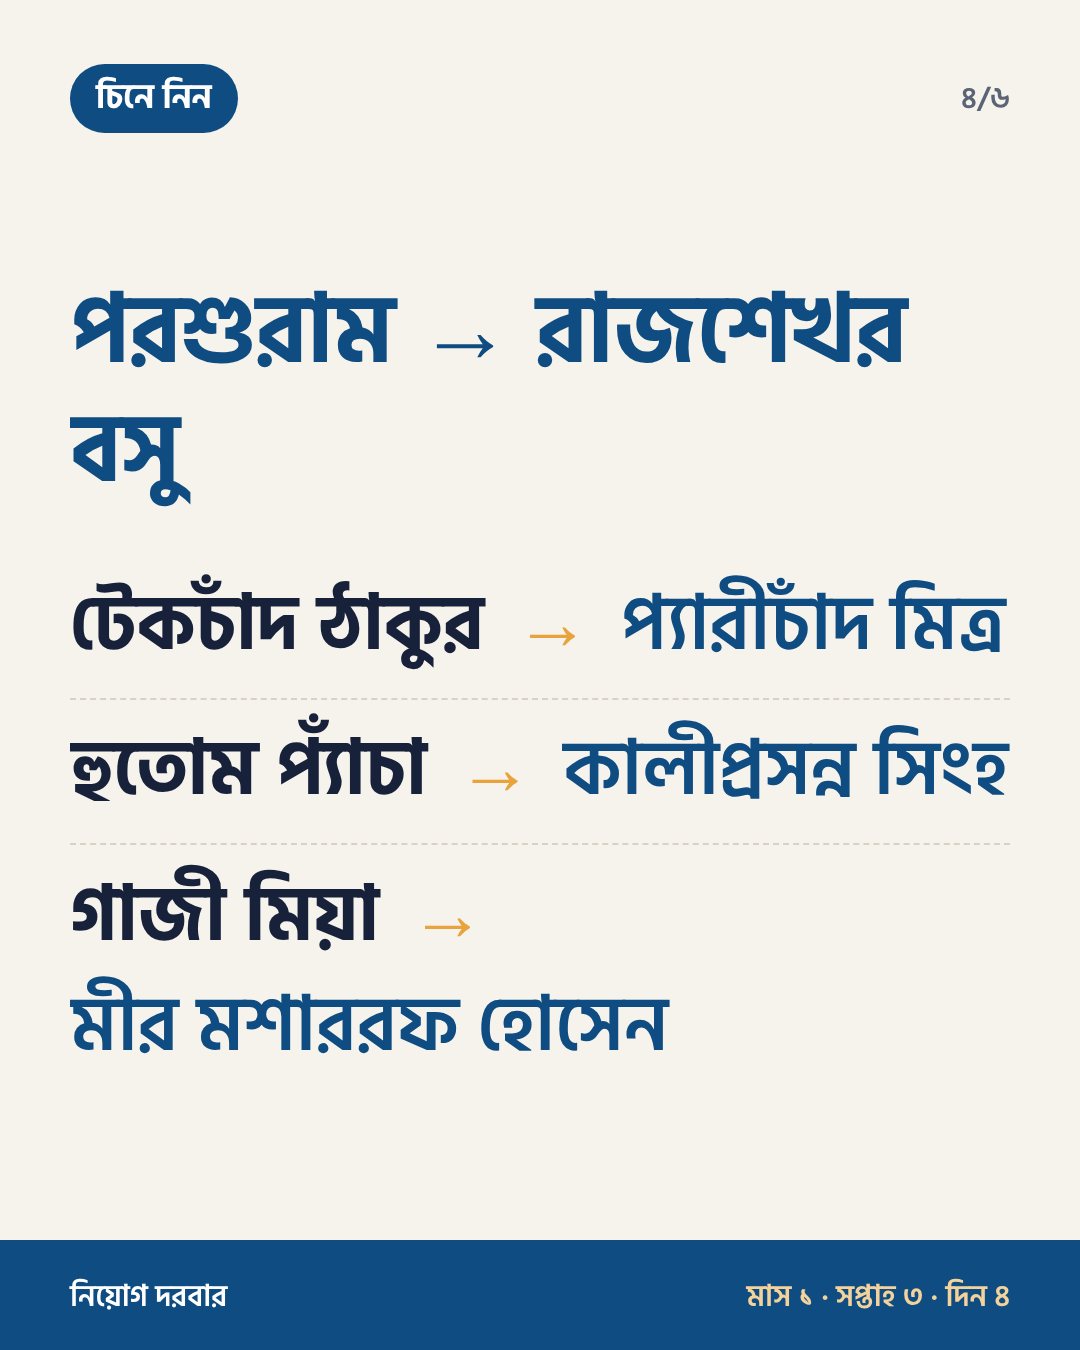 চিনে নিন
৪/৬
পরশুরাম → রাজশেখর
বসু
টেকচাঁদ ঠাকুর → প্যারীচাঁদ মিত্র
হুতোম প্যাঁচা → কালীপ্রসন্ন সিংহ
গাজী মিয়া →
মীর মশাররফ হোসেন
নিয়োগ দরবার
মাস ১ · সপ্তাহ ৩ · দিন ৪